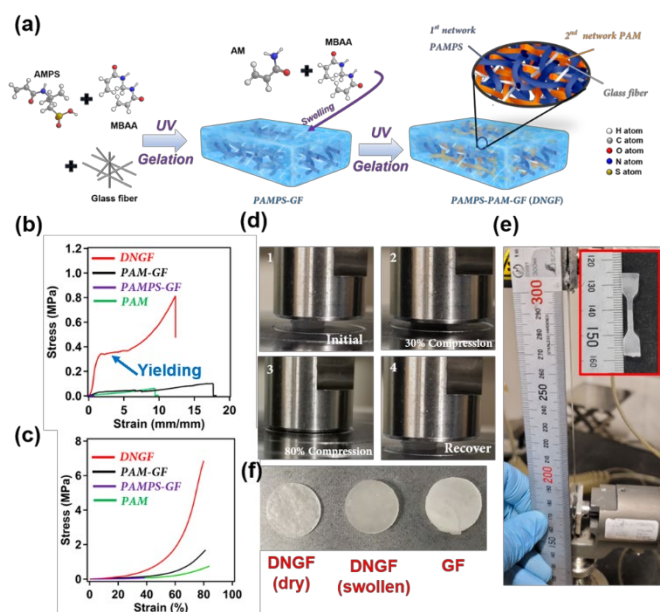 (a)
AMPS
MBAA
Glass fiber
UV
Gelation
AM
MBAA
Swelling
PAMPS-GF
UV
Gelation
1st network
PAMPS
2nd network PAM
Glass fiber
PAMPS-PAM-GF (DNGF)
H atom
C atom
O atom
N atom
S atom
(b)
Stress (MPa)
1.2
1.0
0.8
0.6
0.4
0.2
0.0
DNGF
PAM-GF
PAMPS-GF
PAM
Yielding
0 5 10 15 20
Strain (mm/mm)
(c)
Stress (MPa)
6
4
2
0
DNGF
PAM-GF
PAMPS-GF
PAM
0 20 40 60 80 100
Strain (%)
(d)
1
Initial
2
30% Compression
3
80% Compression
4
Recover
(e)
300
290
280
270
260
250
240
200
150
120
130
140
150
160
(f)
DNGF
(dry)
DNGF
(swollen)
GF